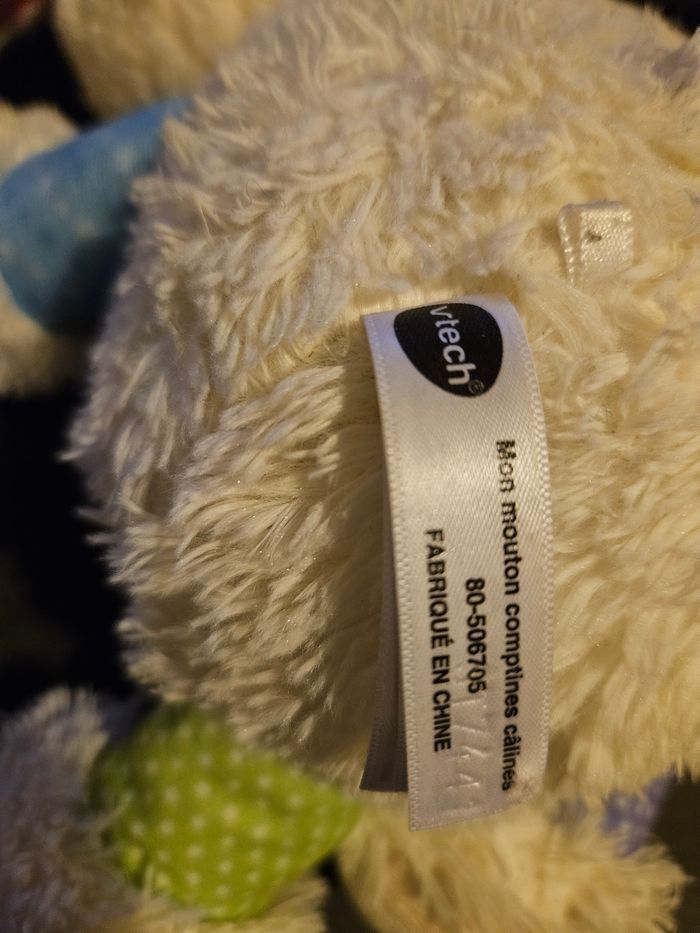 vtech®
Mon mouton comptines câlines
80-506705
FABRIQUÉ EN CHINE